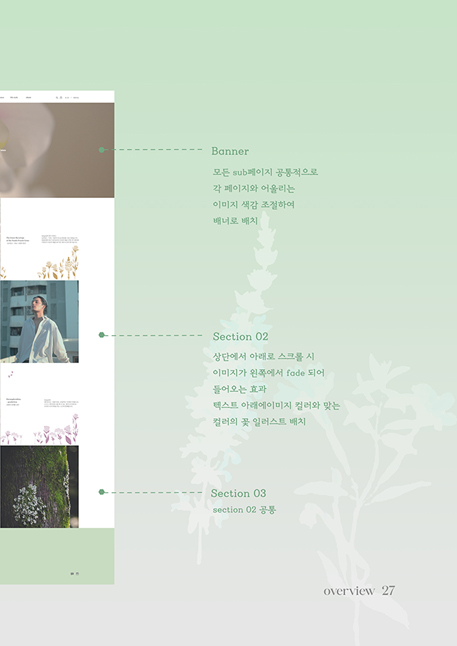 Banner
모든 sub페이지 공통적으로
각 페이지와 어울리는
이미지 색감 조절하여
배너로 배치
Section 02
상단에서 아래로 스크롤 시
이미지가 왼쪽에서 fade 되어
들어오는 효과
텍스트 아래에이미지 컬러와 맞는
컬러의 꽃 일러스트 배치
Section 03
section 02 공통
overview 27